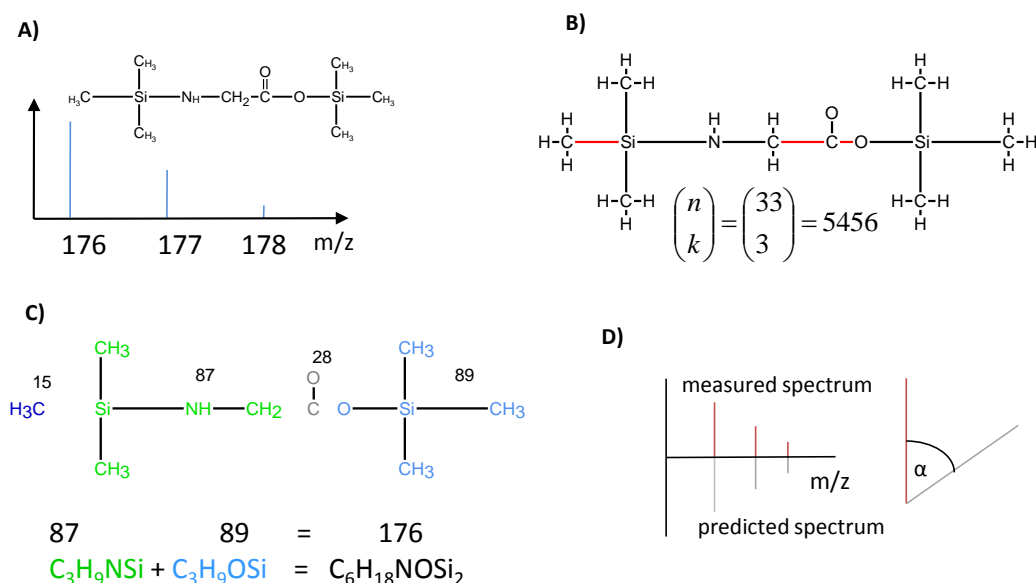 A)
CH₃
O
H₃C Si NH CH₂ C O Si CH₃
CH₃ CH₃
CH₃
176 177 178 m/z
B)
H H
H-C-H H-C-H
H H O H
H-C Si N C C O Si C-H
H H H
H-C-H H-C-H
H H
(n k) = (33 3) = 5456
C)
CH3 28 CH3
15 87 O 89
H3C Si NH CH2 C O Si CH3
CH3 CH3
87 89 = 176
C₃H₉NSi + C₃H₉OSi = C₆H₁₈NOSi₂
D)
measured spectrum
m/z
predicted spectrum
α